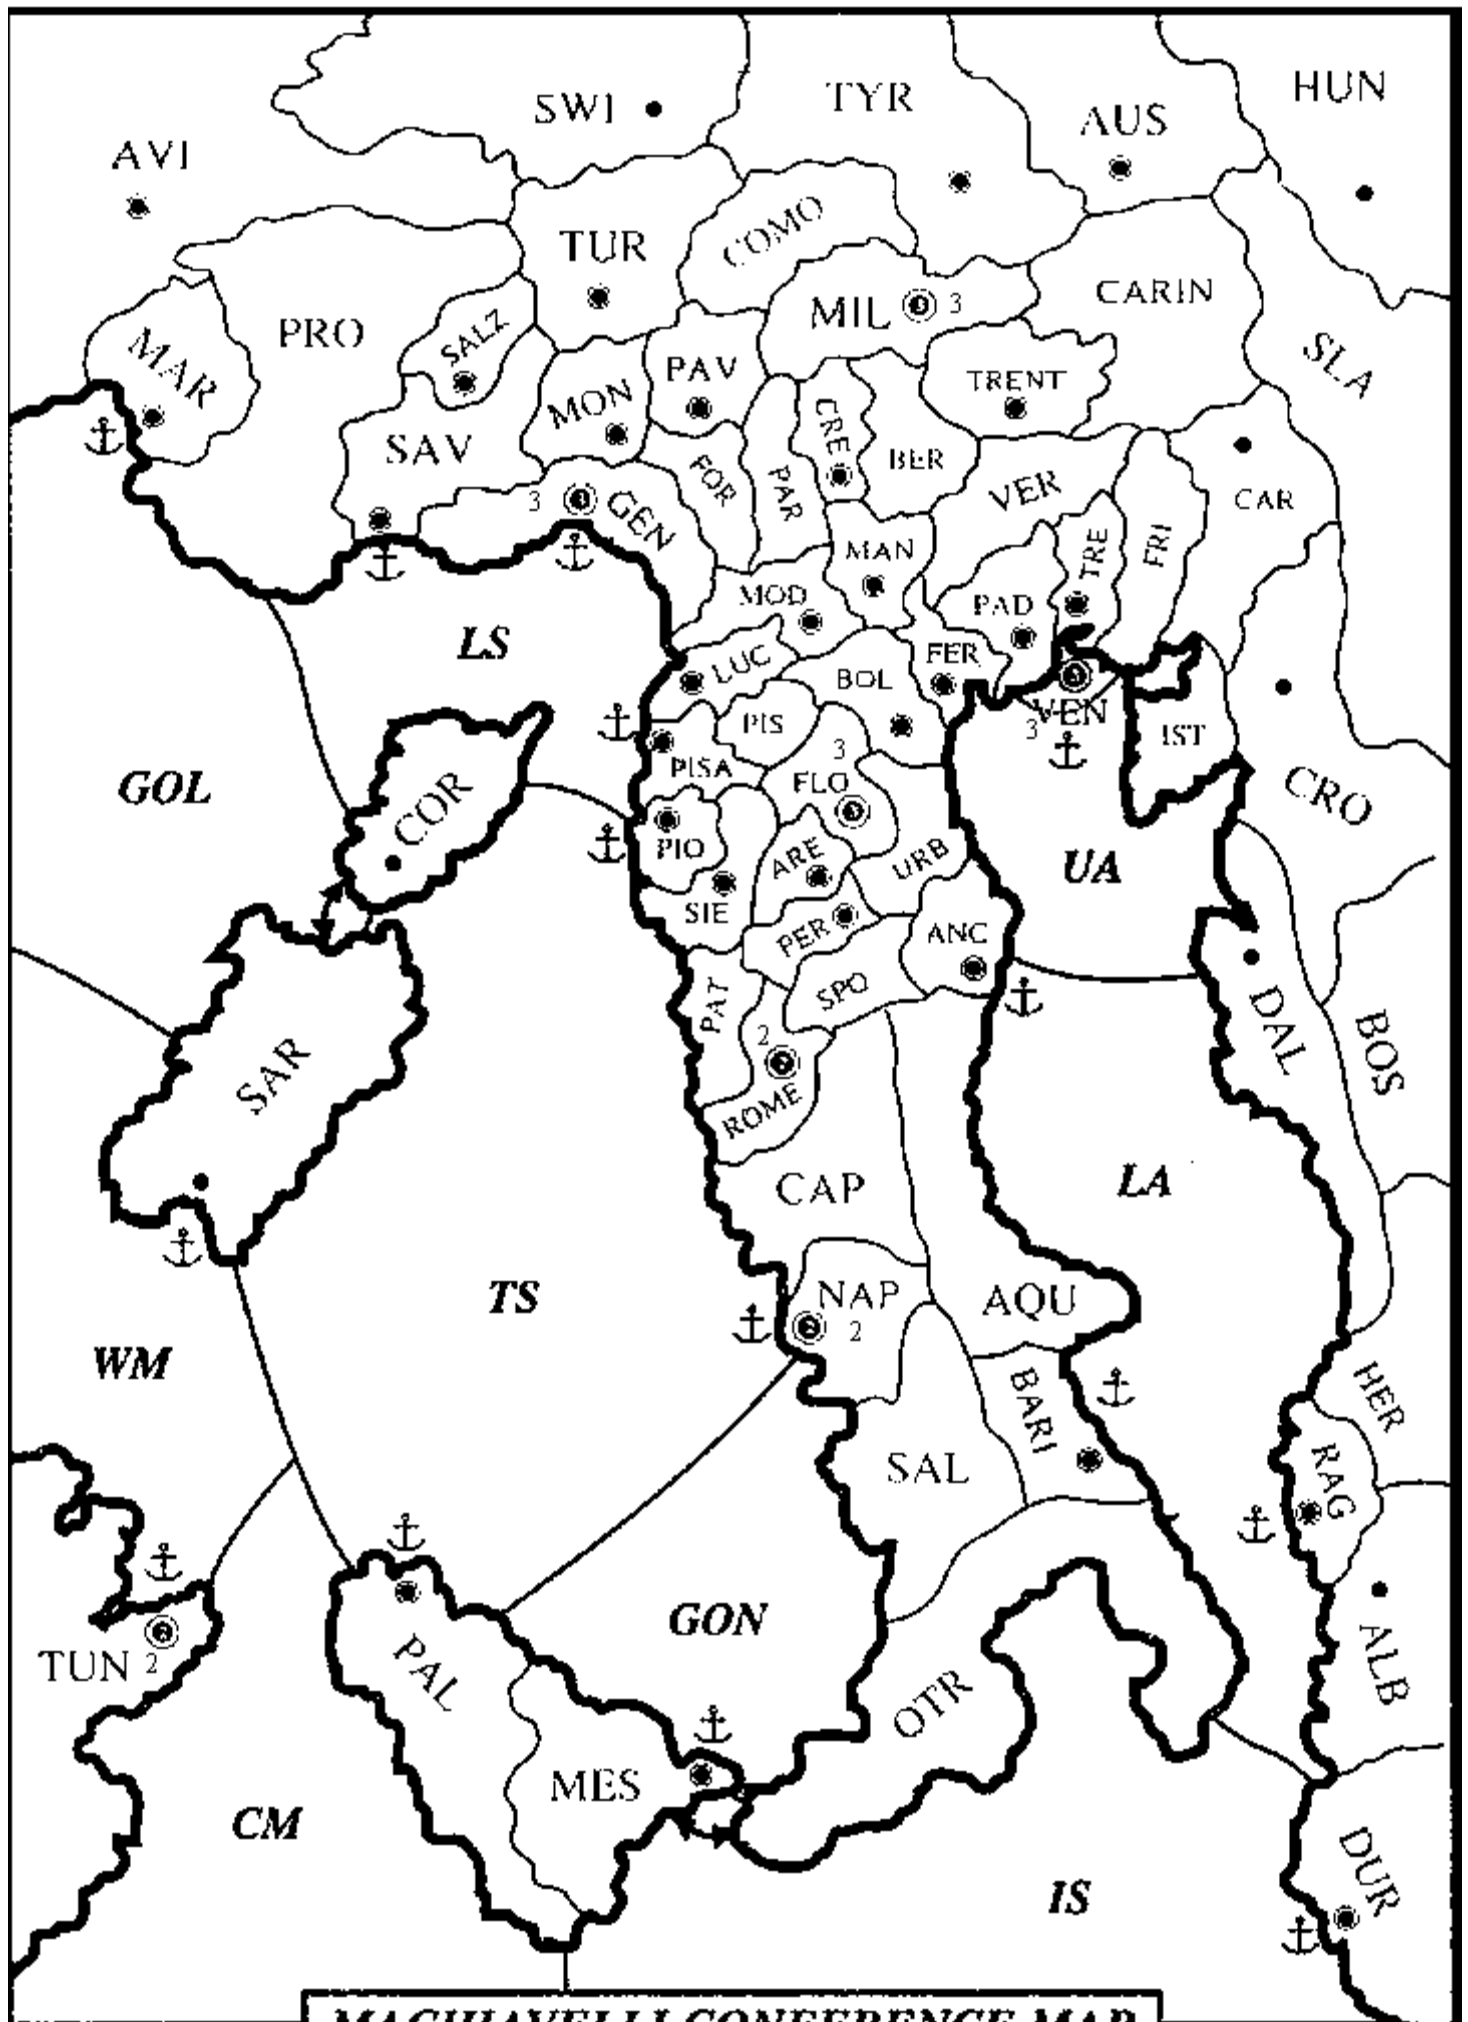 HUN
SWI
TYR
AUS
AVI
TUR
COMO
CARIN
MIL 3
PRO
SALZ
MAR
SLA
PAV
TRENT
MON
CRE
SAV
BER
FOR
PAR
VER
CAR
3 GEN
FRI
TRE
MAN
MOD
PAD
LS
LUC
FER
BOL
PIS
3 VEN
IST
PISA
3
FLO
GOL
CRO
COR
PIO
ARE
URB
UA
SIE
PER
ANC
SPO
PAT
DAL
BOS
2
SAR
ROME
CAP
LA
TS
NAP
2
AQU
WM
HER
BARI
SAL
RAG
GON
TUN 2
PAL
OTR
ALB
MES
CM
DUR
IS
MACHIAVELLI CONFERENCE MAP